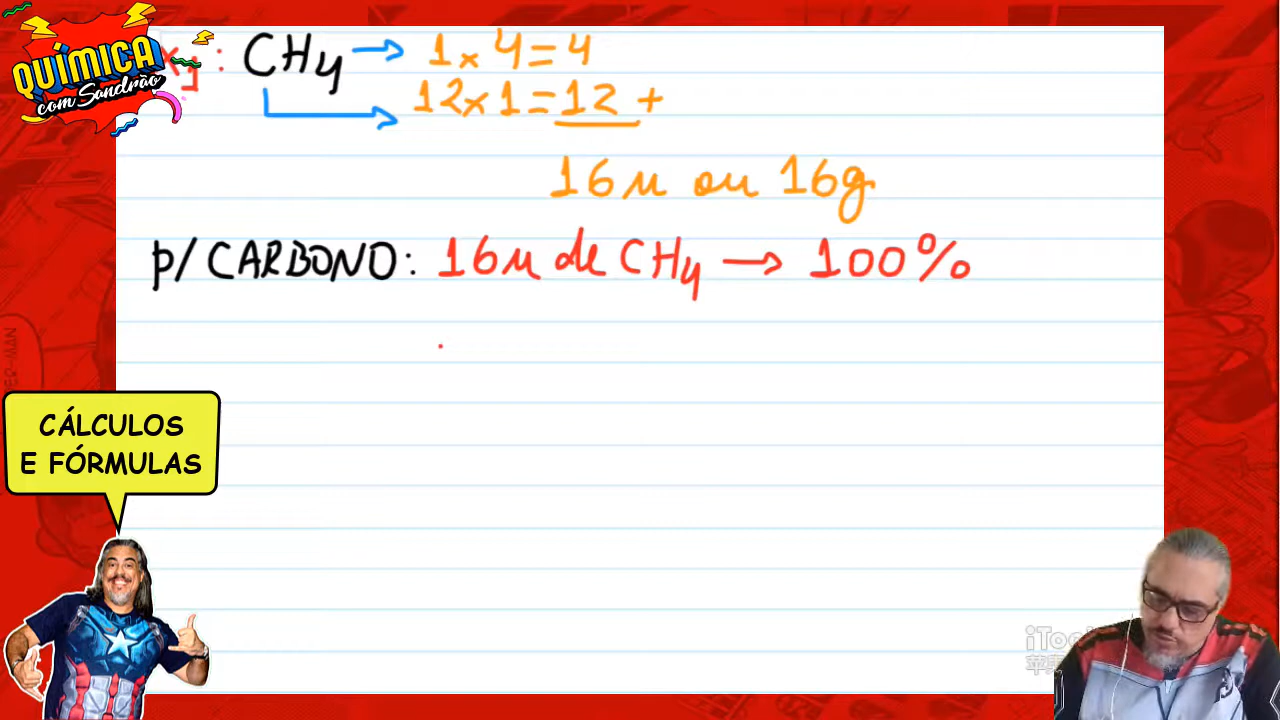 QUÍMICA
com Sandrão
x1:
CH4 → 1 x 4 = 4
12 x 1 = 12 +
16u ou 16g
p/ CARBONO: 16u de CH4 → 100%
CÁLCULOS
E FÓRMULAS